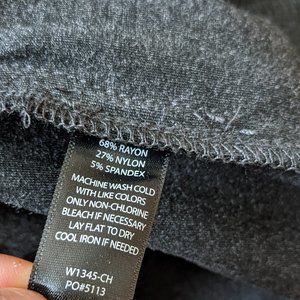 68% RAYON
27% NYLON
5% SPANDEX
MACHINE WASH COLD
WITH LIKE COLORS
ONLY NON-CHLORINE
BLEACH IF NECESSARY
LAY FLAT TO DRY
COOL IRON IF NEEDED
W1345-CH
PO#5113